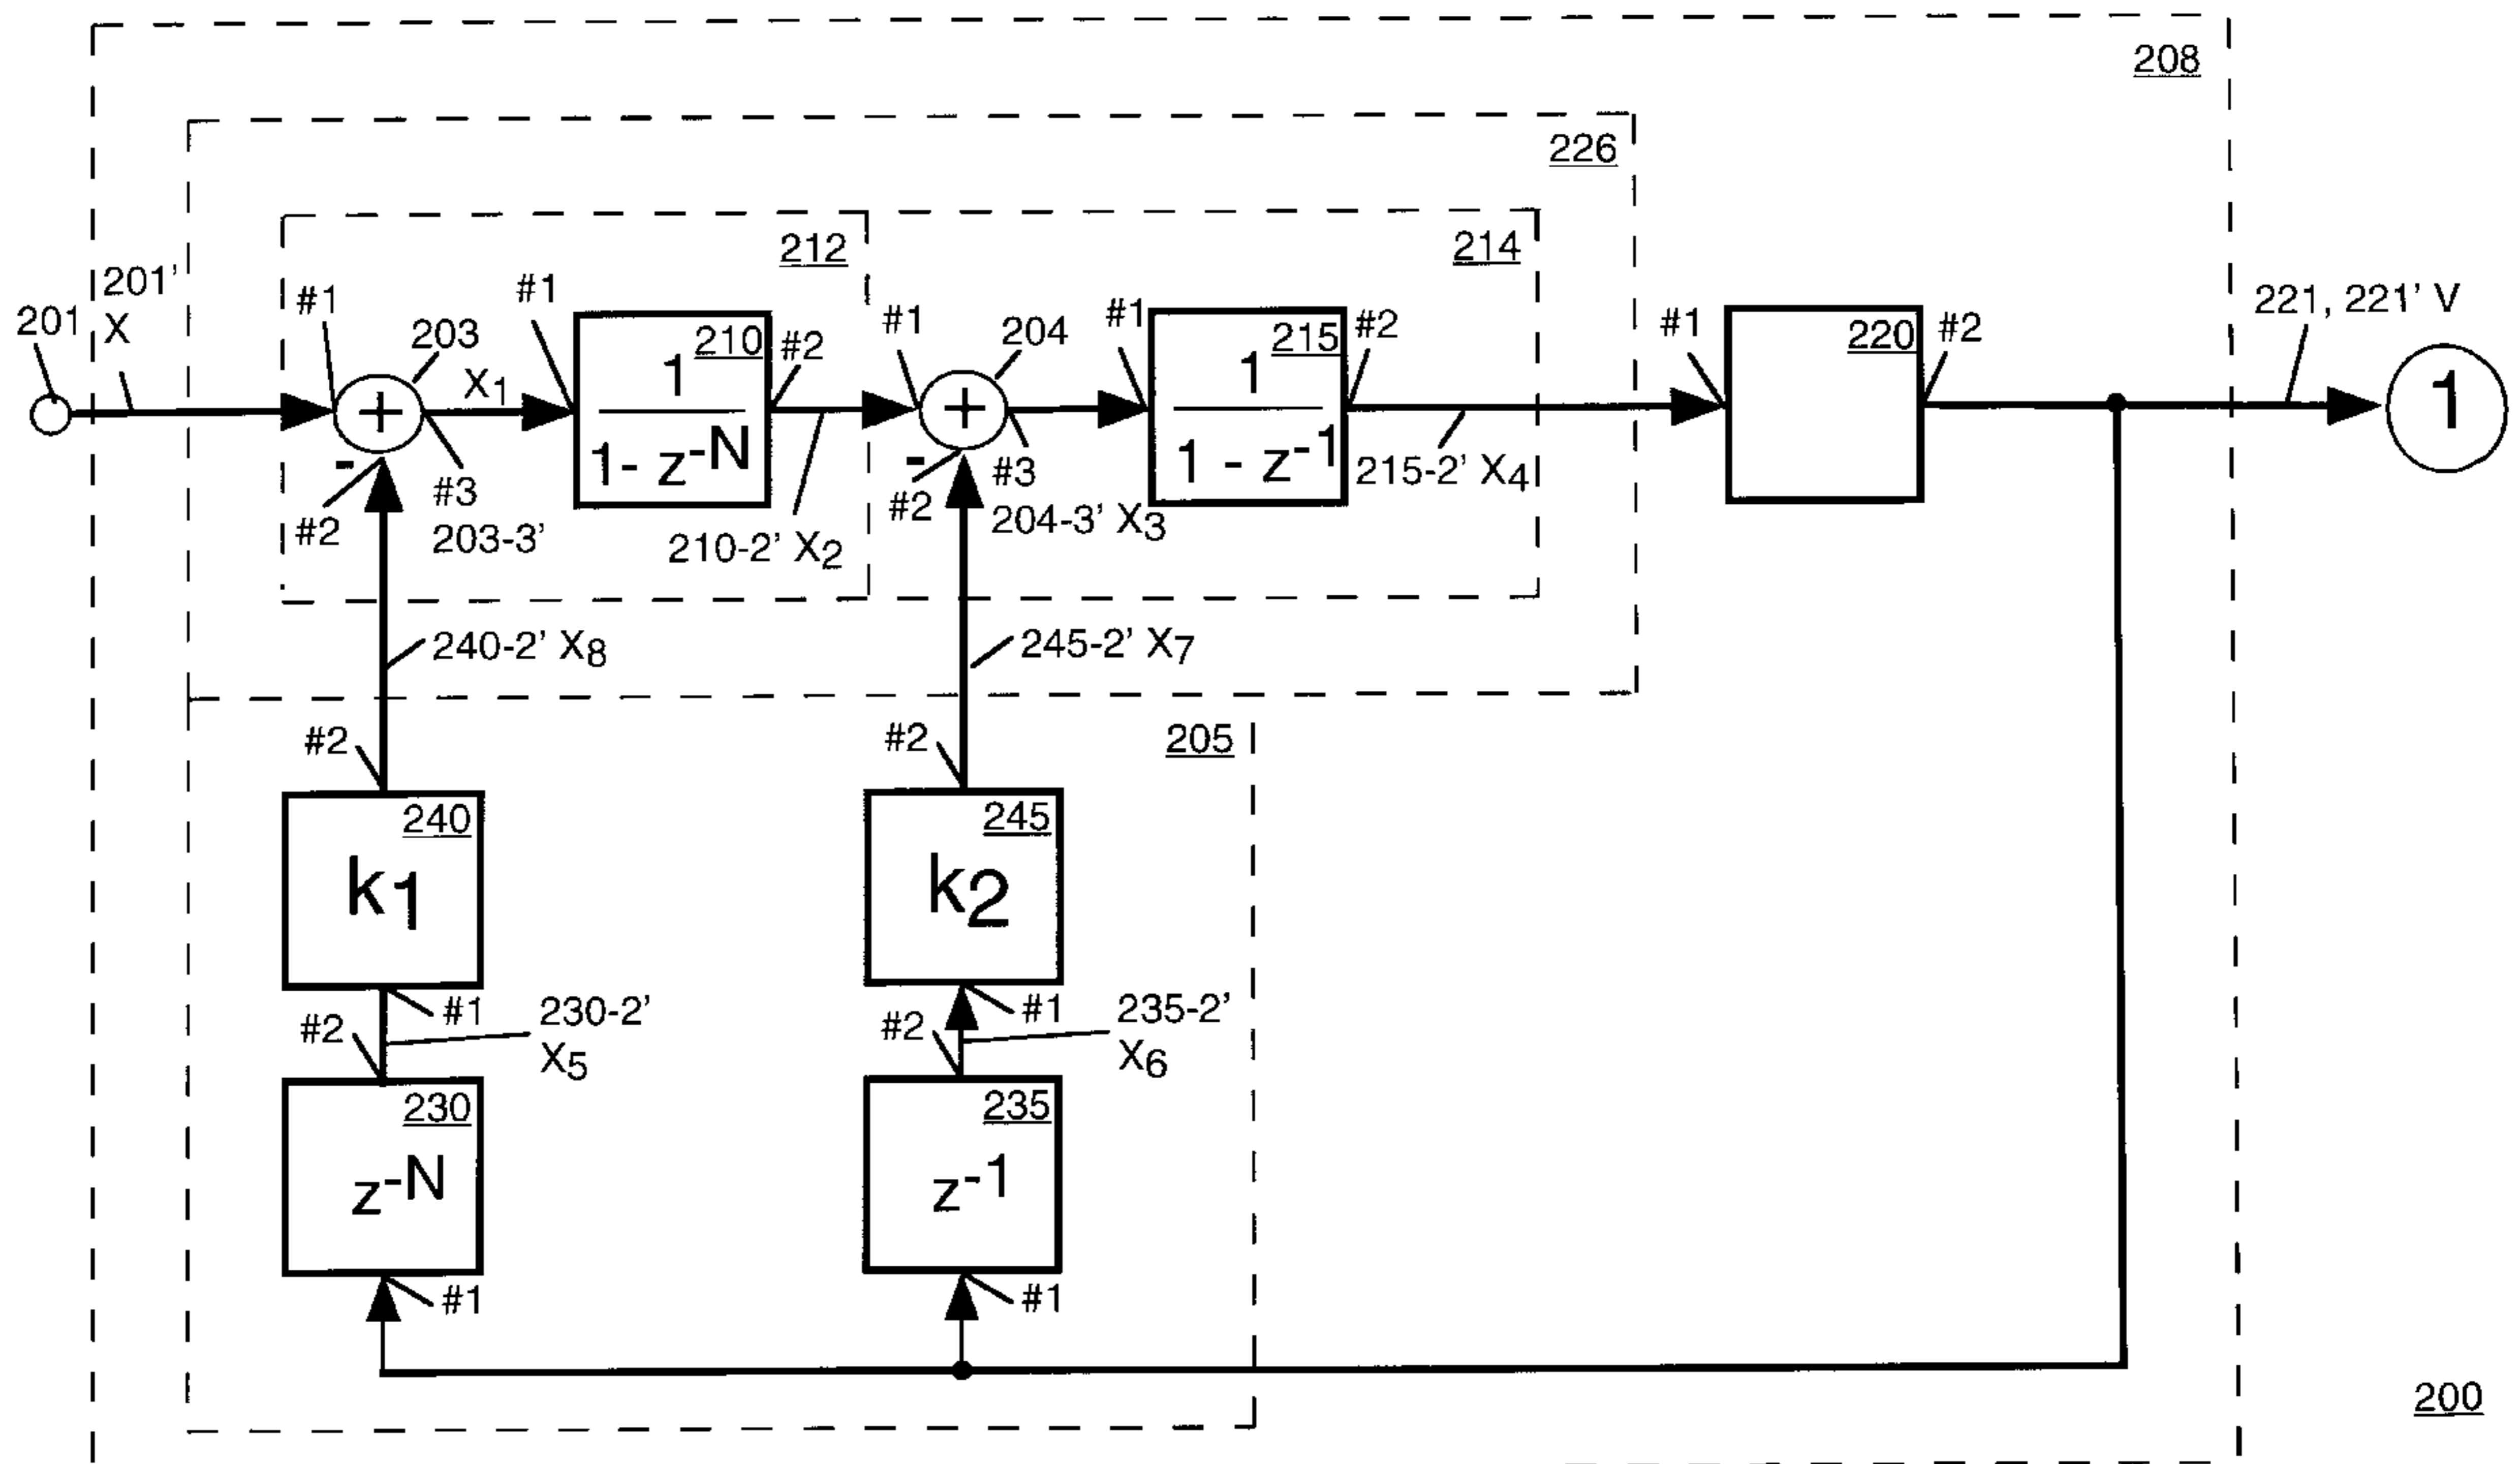 208
226
212
214
201
201'
X
#1
203
X1
#1
210
1
1 - z-N
#2
#1
204
#1
215
1
1 - z-1
#2
#1
220
#2
221, 221' V
1
+
-
#2
#3
203-3'
210-2' X2
+
-
#2
#3
204-3' X3
215-2' X4
240-2' X8
245-2' X7
205
#2
240
k1
#1
#2
245
k2
#1
230-2'
X5
235-2'
X6
#2
230
z-N
#1
#2
235
z-1
#1
200